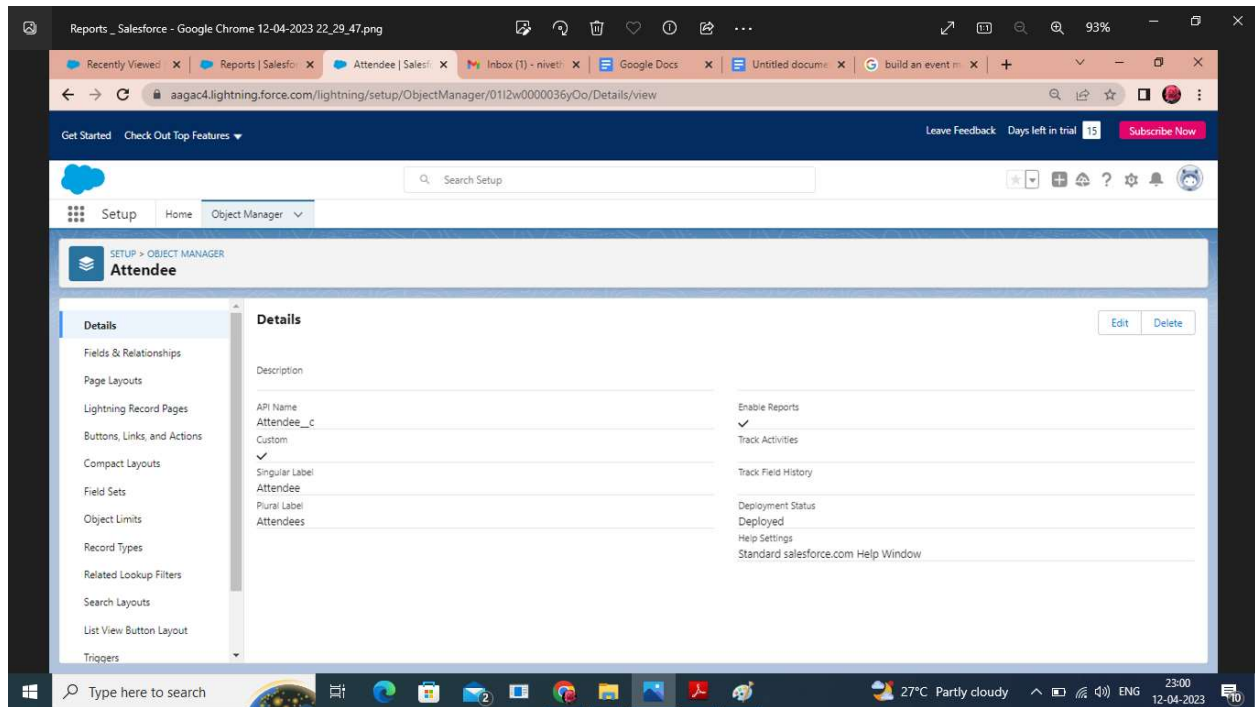 Reports _ Salesforce - Google Chrome 12-04-2023 22_29_47.png
93%
Recently Viewed
Reports | Salesfor
Attendee | Salesf
Inbox (1) - niveth
Google Docs
Untitled docume
build an event m
aagac4.lightning.force.com/lightning/setup/ObjectManager/01I2w0000036yOo/Details/view
Get Started Check Out Top Features
Leave Feedback Days left in trial 15 Subscribe Now
Search Setup
Setup Home Object Manager
SETUP > OBJECT MANAGER
Attendee
Details
Fields & Relationships
Page Layouts
Lightning Record Pages
Buttons, Links, and Actions
Compact Layouts
Field Sets
Object Limits
Record Types
Related Lookup Filters
Search Layouts
List View Button Layout
Triggers
Details
Edit Delete
Description
API Name
Attendee__c
Custom
Singular Label
Attendee
Plural Label
Attendees
Enable Reports
Track Activities
Track Field History
Deployment Status
Deployed
Help Settings
Standard salesforce.com Help Window
Type here to search
27°C Partly cloudy
ENG
23:00
12-04-2023